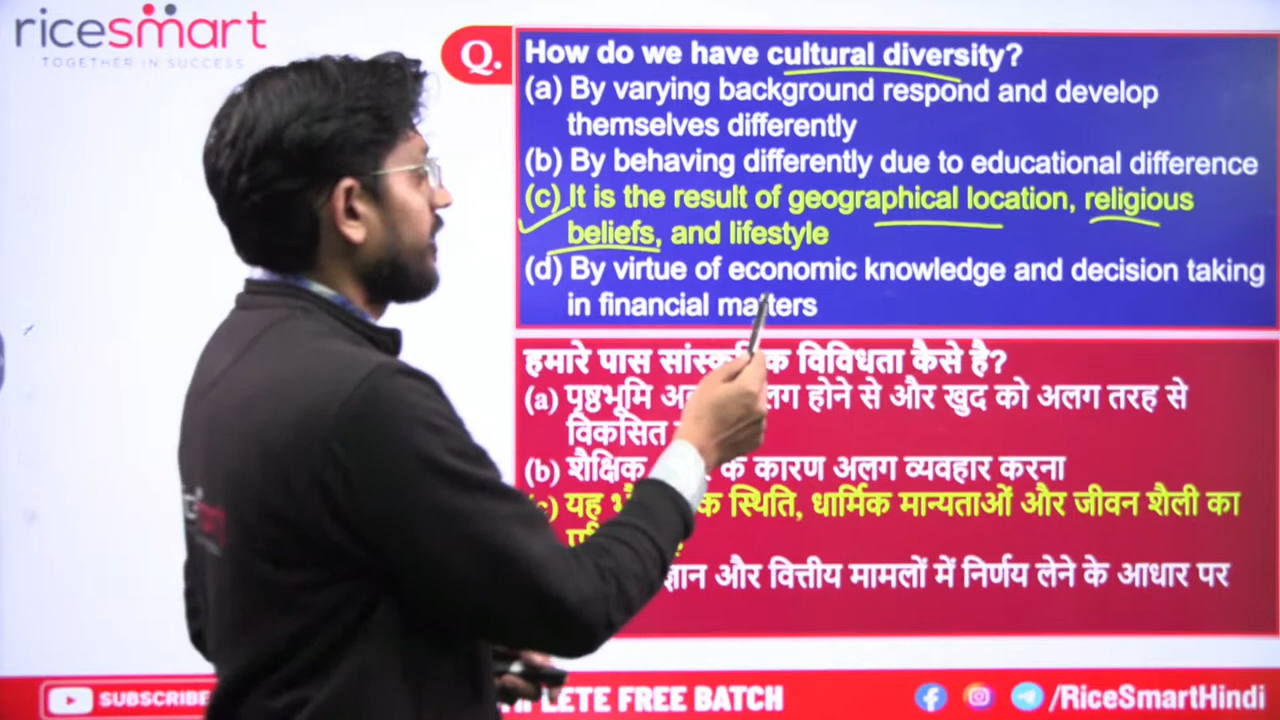 ricesmart
TOGETHER IN SUCCESS
Q.
How do we have cultural diversity?
(a) By varying background respond and develop
themselves differently
(b) By behaving differently due to educational difference
(c) It is the result of geographical location, religious
beliefs, and lifestyle
(d) By virtue of economic knowledge and decision taking
in financial matters
हमारे पास विविधता कैसे है?
(a) पृष्ठभूमि होने से और खुद को अलग तरह से
विकसित
(b) शैक्षिक के कारण अलग व्यवहार करना
यह स्थिति, धार्मिक मान्यताओं और जीवन शैली का
और वित्तीय मामलों में निर्णय लेने के आधार पर
SUBSCRIBE FREE BATCH /RiceSmartHindi